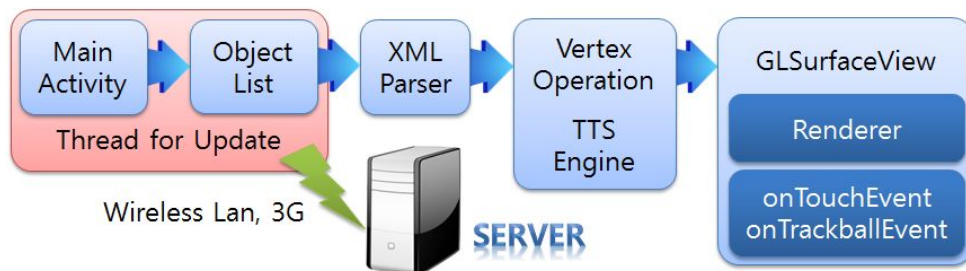 Main
Activity
Object
List
Thread for Update
XML
Parser
Vertex
Operation
TTS
Engine
GLSurfaceView
Renderer
onTouchEvent
onTrackballEvent
Wireless Lan, 3G
SERVER